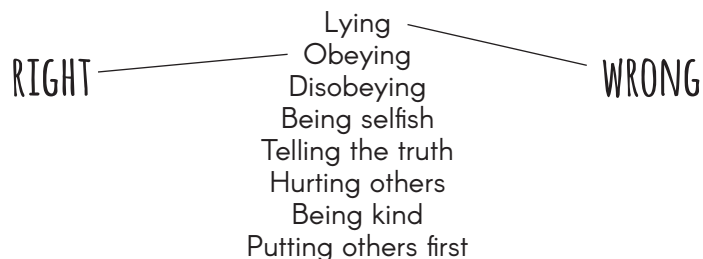 Lying
Obeying
RIGHT
WRONG
Disobeying
Being selfish
Telling the truth
Hurting others
Being kind
Putting others first